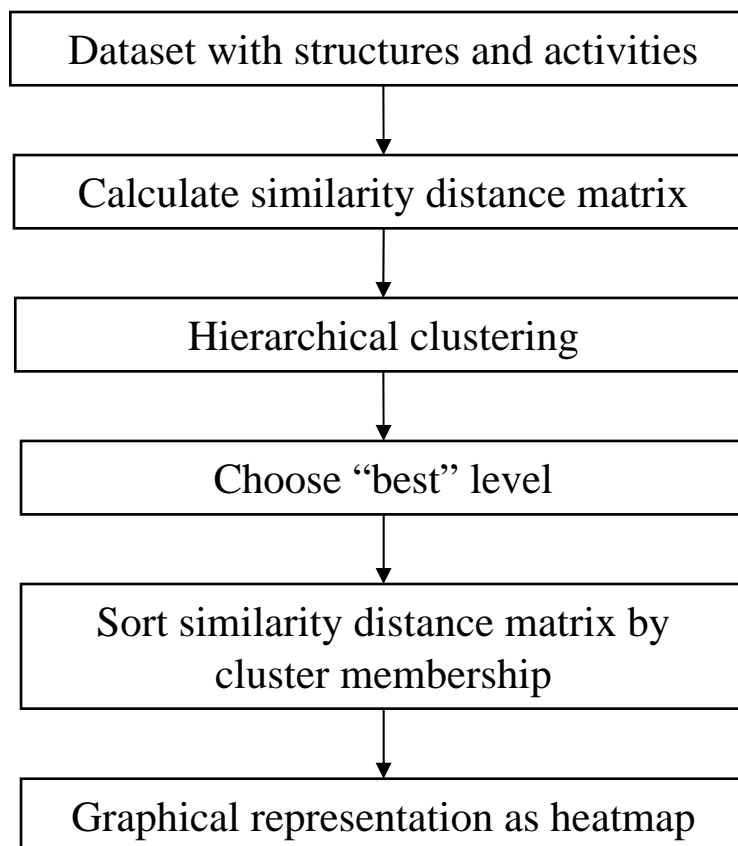 Dataset with structures and activities
Calculate similarity distance matrix
Hierarchical clustering
Choose “best” level
Sort similarity distance matrix by
cluster membership
Graphical representation as heatmap